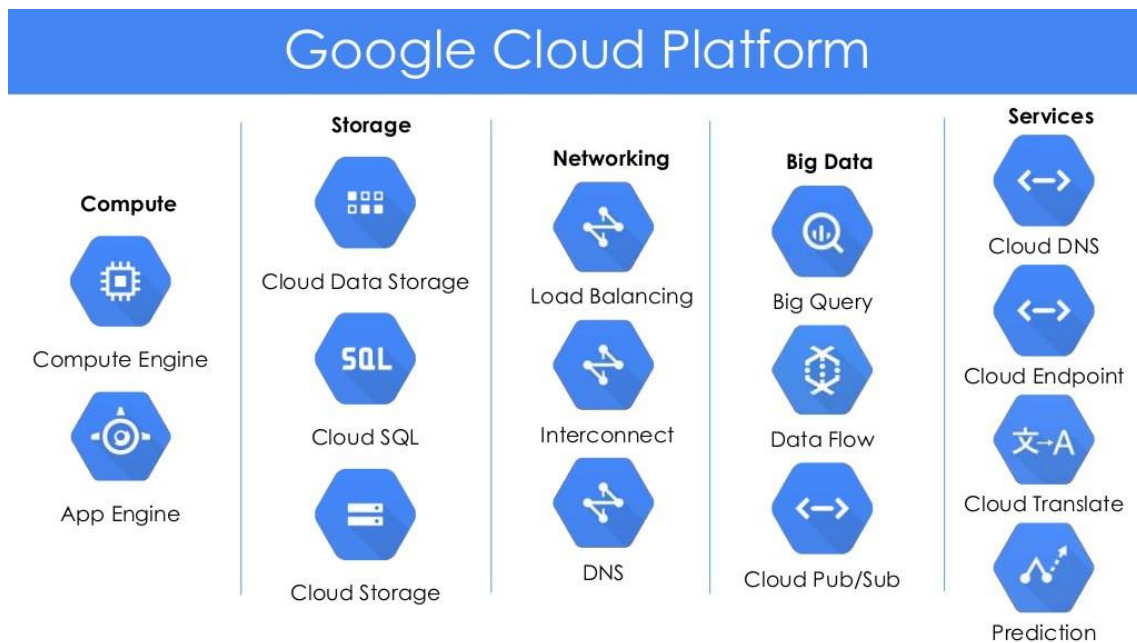 Google Cloud Platform
Compute
Compute Engine
App Engine
Storage
Cloud Data Storage
SQL
Cloud SQL
Cloud Storage
Networking
Load Balancing
Interconnect
DNS
Big Data
Big Query
Data Flow
Cloud Pub/Sub
Services
Cloud DNS
Cloud Endpoint
文→A
Cloud Translate
Prediction